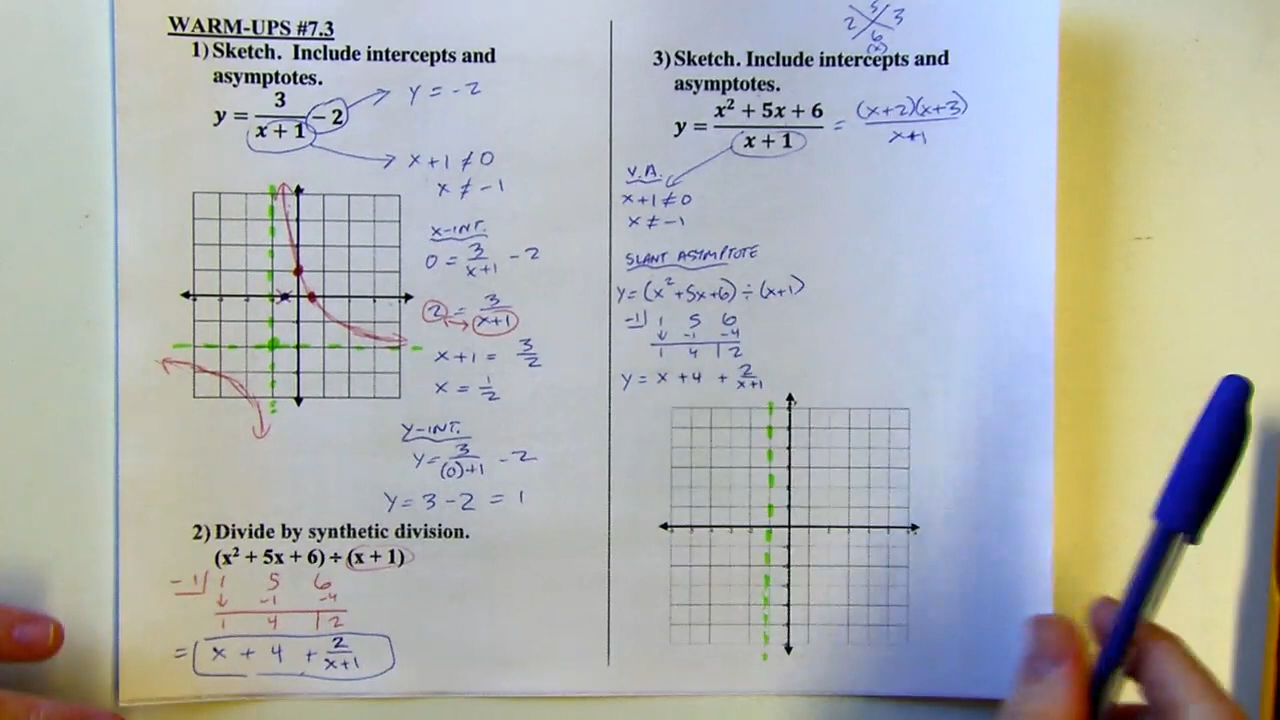 WARM-UPS #7.3
1) Sketch. Include intercepts and
asymptotes.
y = 3/(x + 1) − 2
y = -2
x+1 ≠ 0
x ≠ -1
X-INT.
0 = 3/(x+1) - 2
2 = 3/(x+1)
x+1 = 3/2
x = 1/2
Y-INT.
y = 3/((0)+1) - 2
y = 3 - 2 = 1
2) Divide by synthetic division.
(x² + 5x + 6) ÷ (x + 1)
-1| 1 5 6
↓ -1 -4
1 4 | 2
= x + 4 + 2/(x+1)
5
2 3
6
(x)
3) Sketch. Include intercepts and
asymptotes.
y = (x² + 5x + 6)/(x + 1) = (x+2)(x+3)/(x+1)
V.A.
x+1 ≠ 0
x ≠ -1
SLANT ASYMPTOTE
y = (x²+5x+6) ÷ (x+1)
-1| 1 5 6
↓ -1 -4
1 4 | 2
y = x + 4 + 2/(x+1)